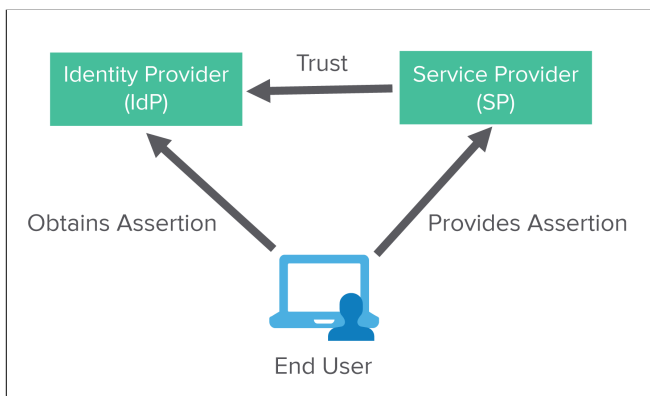 Identity Provider
(IdP)
Trust
Service Provider
(SP)
Obtains Assertion
Provides Assertion
End User